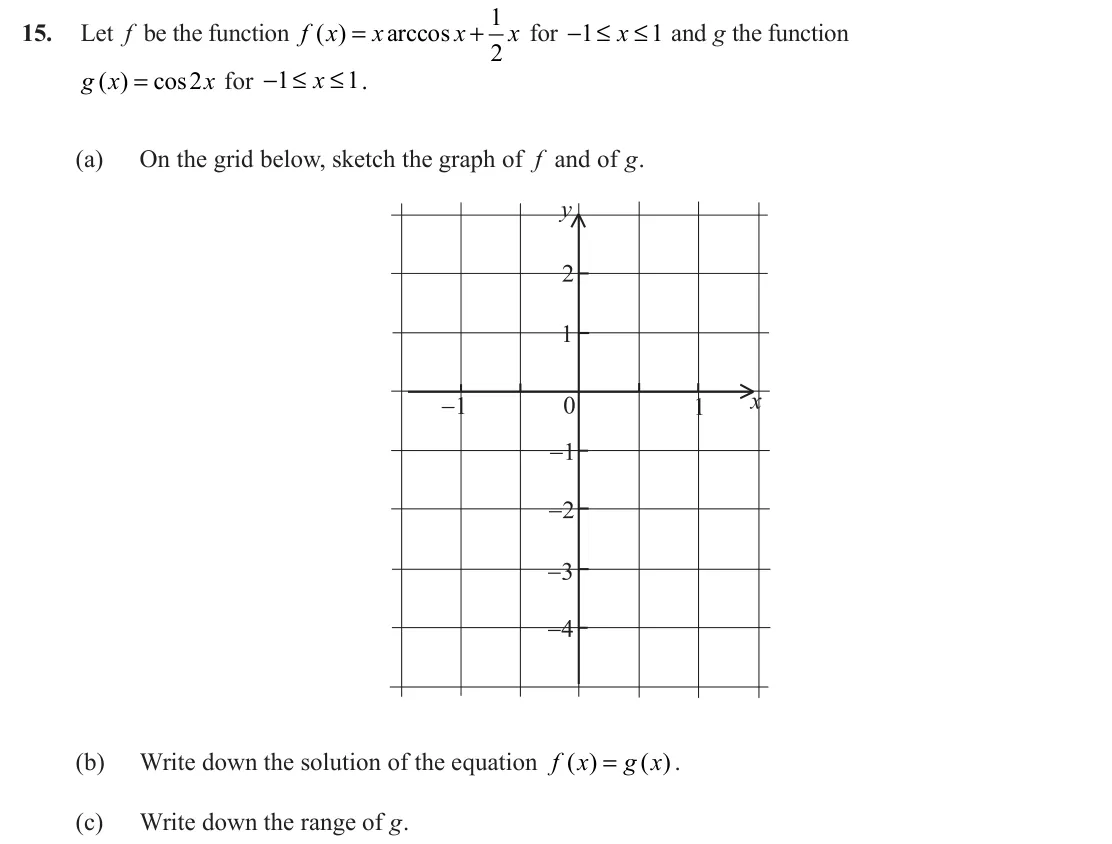 15. Let f be the function f(x) = x arccos x + 1/2 x for −1 ≤ x ≤ 1 and g the function
g(x) = cos 2x for −1 ≤ x ≤ 1.
(a) On the grid below, sketch the graph of f and of g.
y
2
1
−1 0 1 x
−1
−2
−3
−4
(b) Write down the solution of the equation f(x) = g(x).
(c) Write down the range of g.